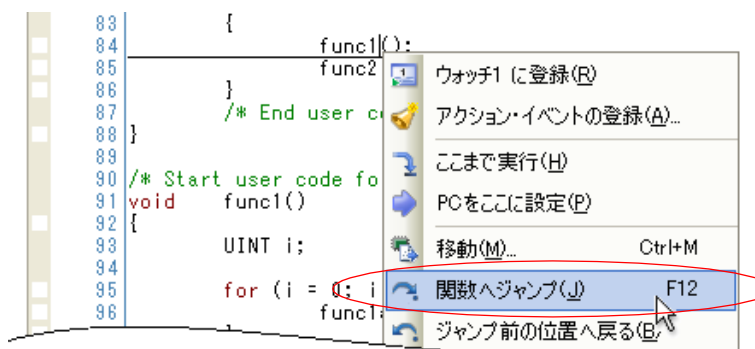 83 {
84 func1();
85 func2
86 }
87 /* End user c
88 }
89
90 /* Start user code fo
91 void func1()
92 {
93 UINT i;
94
95 for (i = 0; i
96 func1
ウォッチ1 に登録(R)
アクション・イベントの登録(A)...
ここまで実行(H)
PCをここに設定(P)
移動(M)... Ctrl+M
関数へジャンプ(J) F12
ジャンプ前の位置へ戻る(B